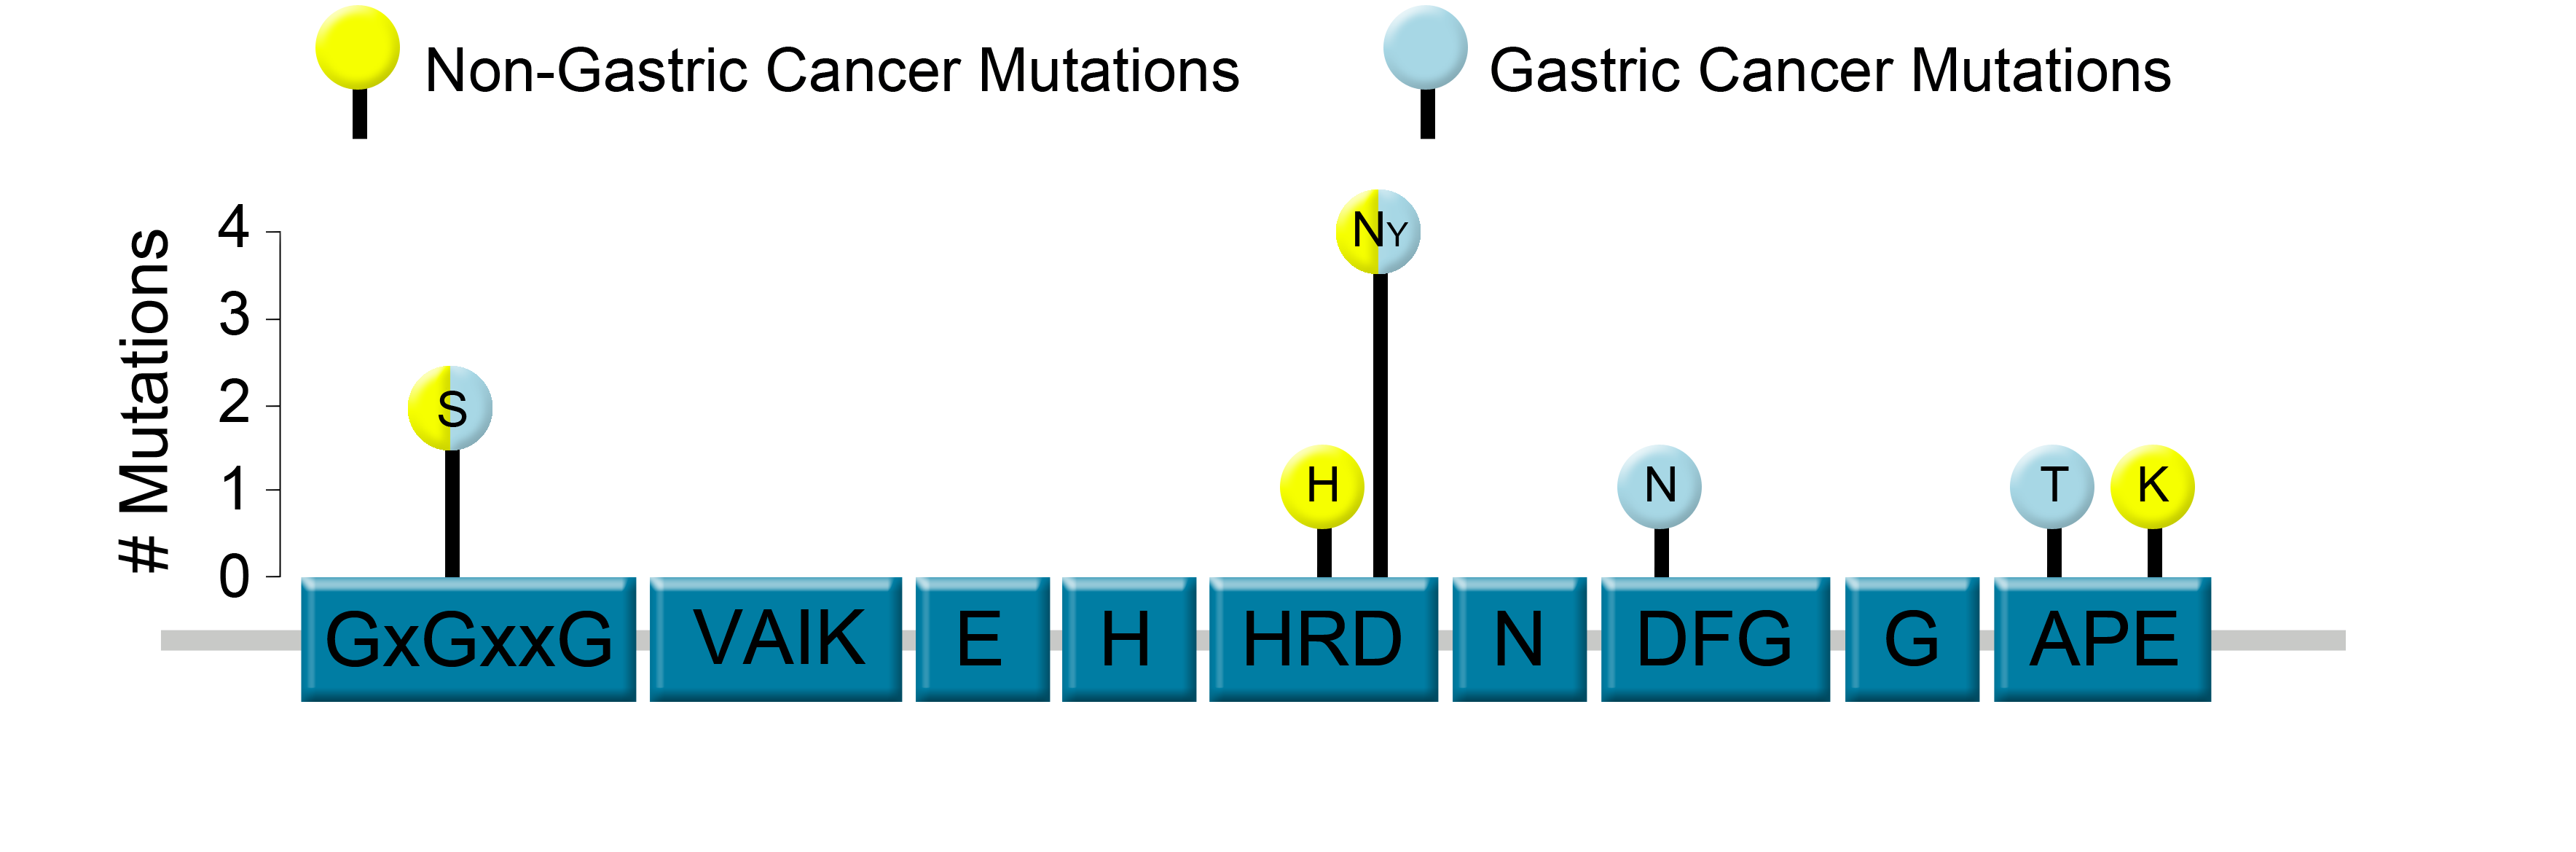 Non-Gastric Cancer Mutations
Gastric Cancer Mutations
# Mutations
4
3
2
1
0
S
H
NY
N
T
K
GxGxxG
VAIK
E
H
HRD
N
DFG
G
APE